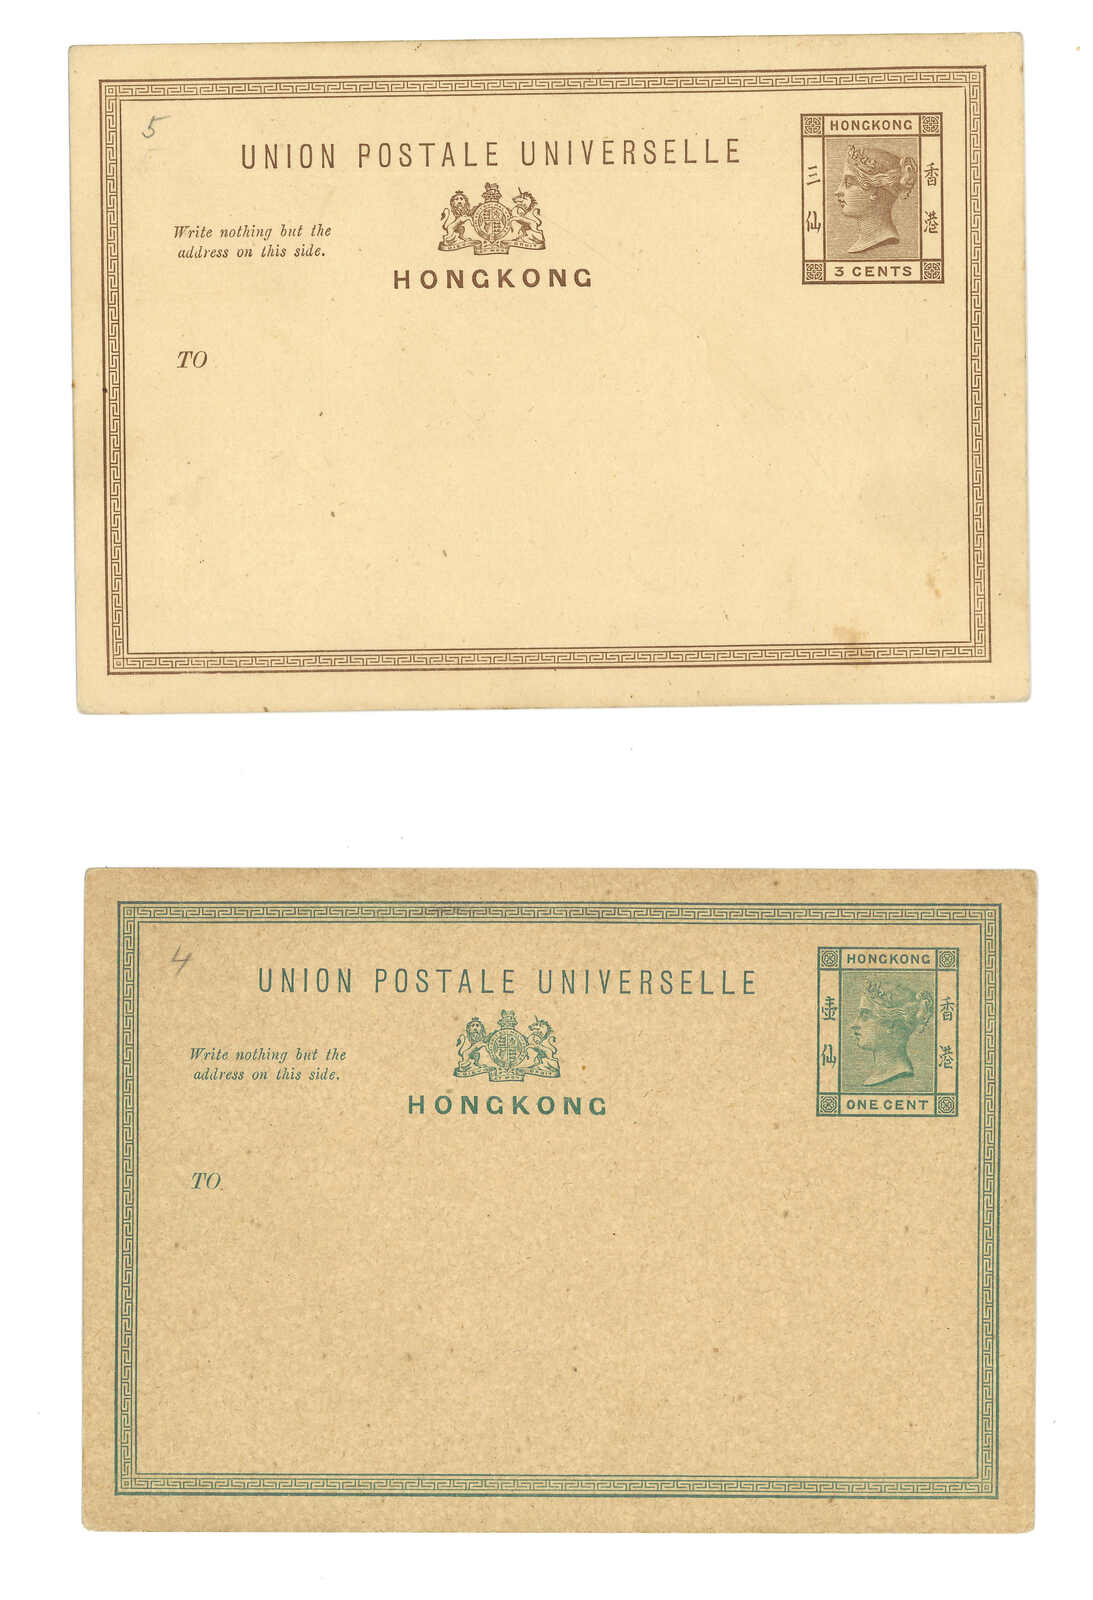 5
UNION POSTALE UNIVERSELLE
Write nothing but the
address on this side.
HONGKONG
TO
HONGKONG
三仙
香港
3 CENTS
4
UNION POSTALE UNIVERSELLE
Write nothing but the
address on this side.
HONGKONG
TO
HONGKONG
壹仙
香港
ONE CENT